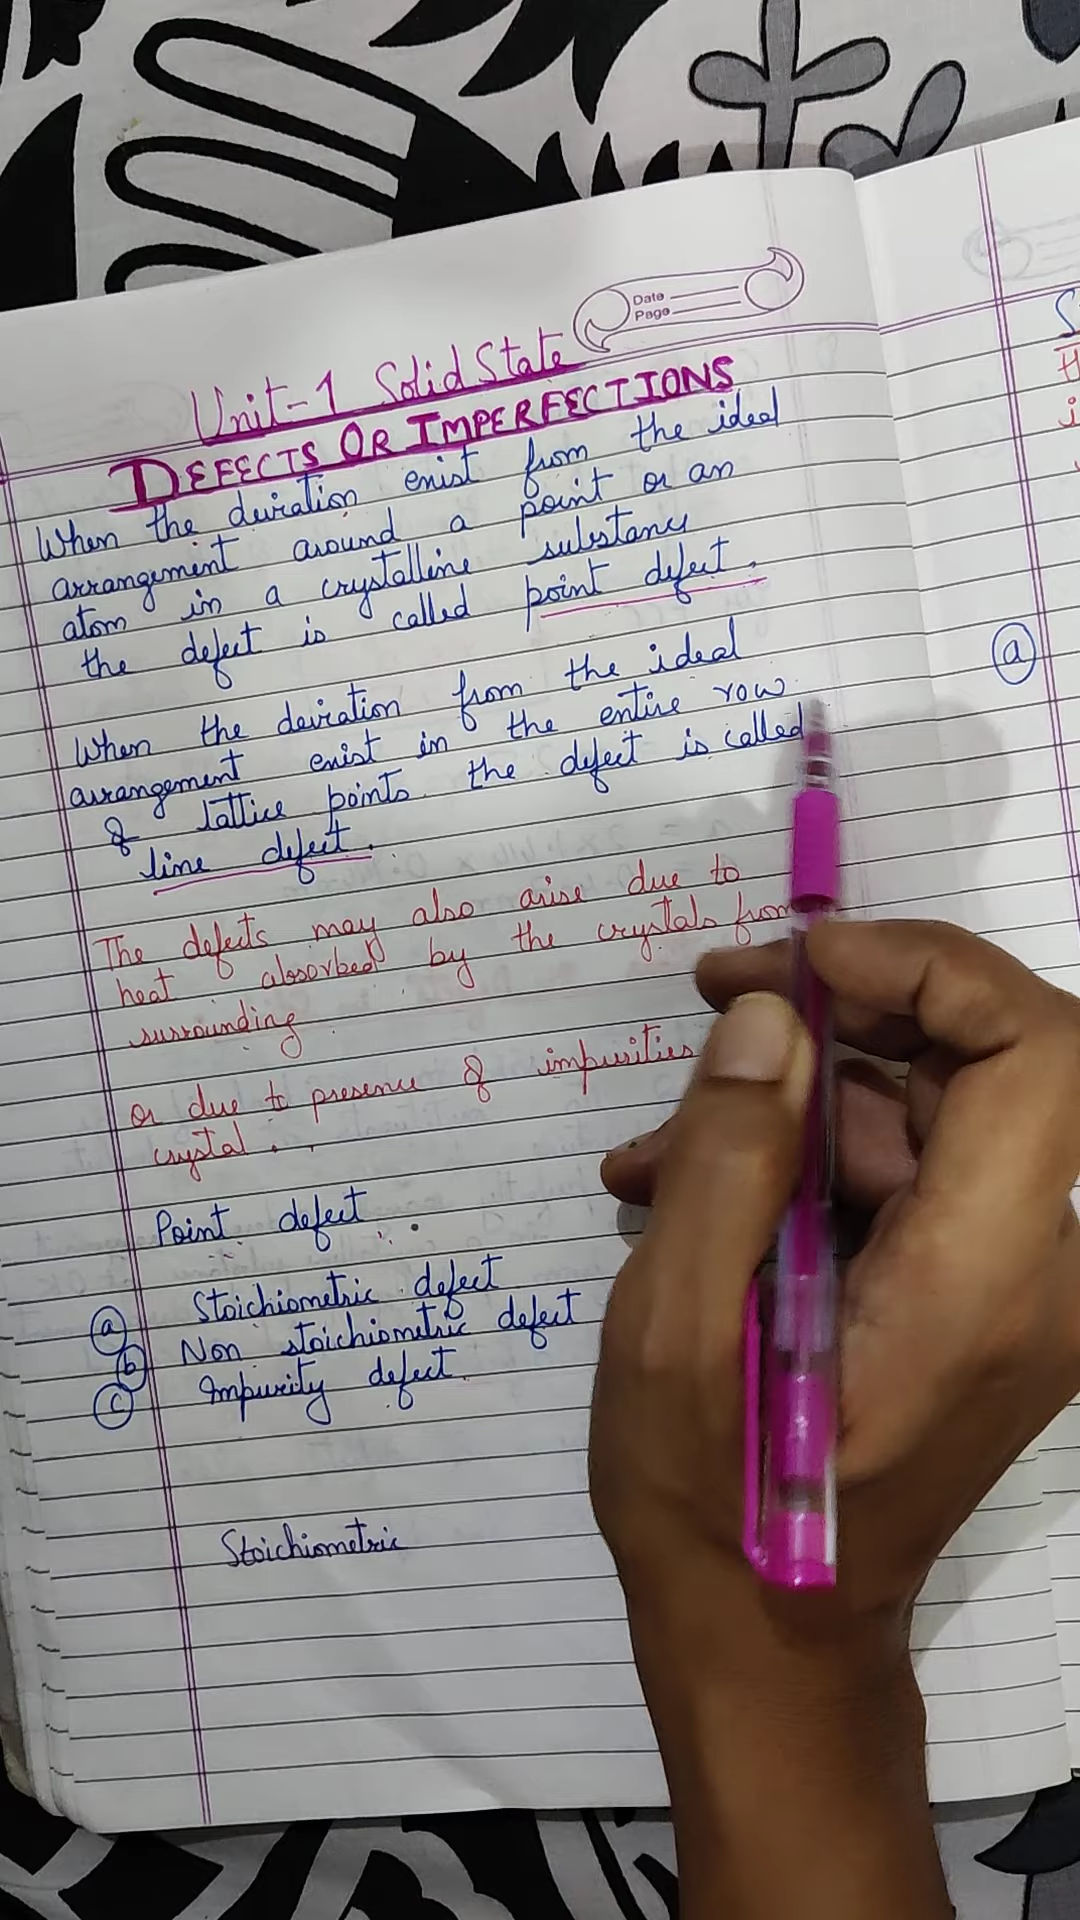 Date
Page
Unit-1 Solid State
DEFECTS OR IMPERFECTIONS
When the deviration exist from the ideal
arrangement around a point or an
atom in a crystalline substance
the defect is called point defect.
When the deviration from the ideal
arrangement exist in the entire row
of lattice points the defect is called
line defect.
The defects may also arise due to
heat absorbed by the crystals from
surrounding
or due to presence of impurities
crystal.
Point defect
a Stoichiometric defect
b Non stoichiometric defect
c Impurity defect
Stoichiometric
a